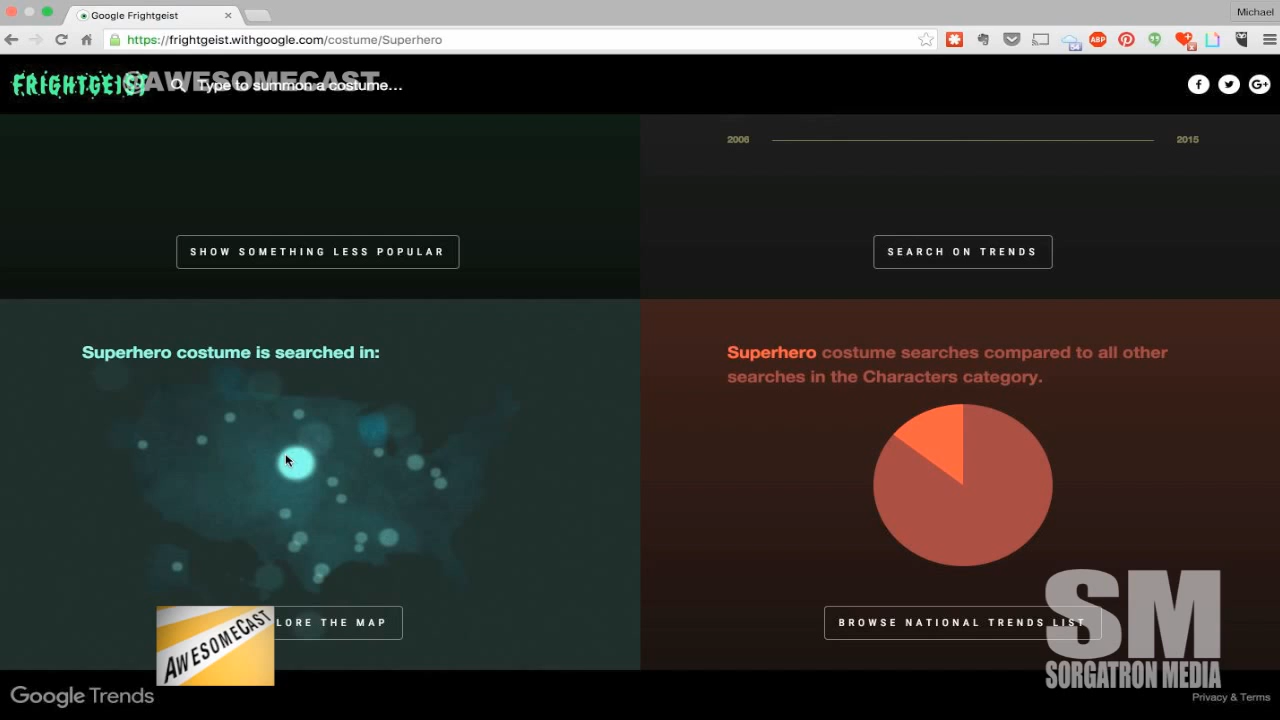 Google Frightgeist
Michael
https://frightgeist.withgoogle.com/costume/Superhero
ABP
FRIGHTGEIST
@AWESOMECAST
Type to summon a costume...
2006
2015
SHOW SOMETHING LESS POPULAR
SEARCH ON TRENDS
Superhero costume is searched in:
Superhero costume searches compared to all other
searches in the Characters category.
LORE THE MAP
BROWSE NATIONAL TRENDS LIST
AWESOMECAST
SM
SORGATRON MEDIA
Google Trends
Privacy & Terms